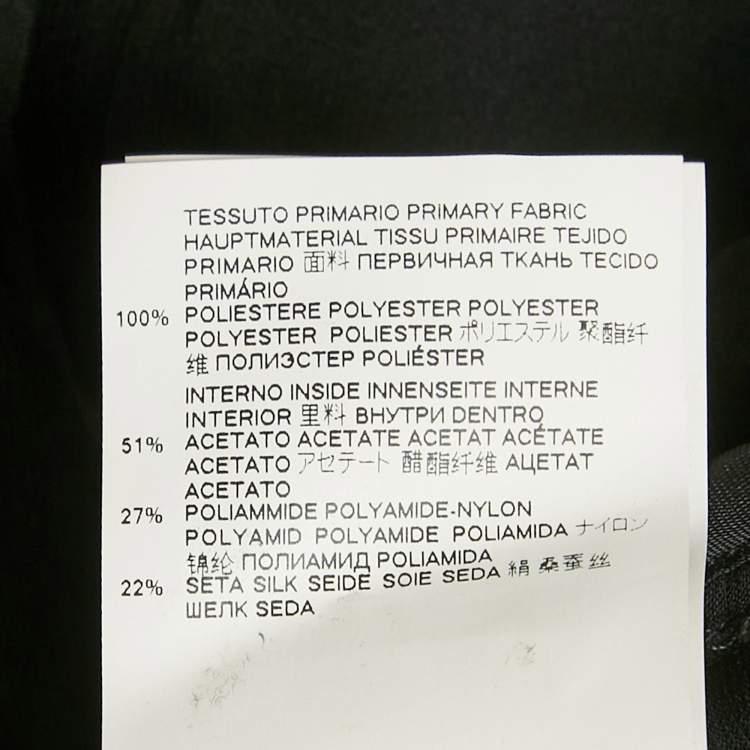 TESSUTO PRIMARIO PRIMARY FABRIC
HAUPTMATERIAL TISSU PRIMAIRE TEJIDO
PRIMARIO 面料 ПЕРВИЧНАЯ ТКАНЬ TECIDO
PRIMÁRIO
100% POLIESTERE POLYESTER POLYESTER
POLYESTER POLIESTER ポリエステル 聚酯纤
维 ПОЛИЭСТЕР POLIÉSTER
INTERNO INSIDE INNENSEITE INTERNE
INTERIOR 里料 ВНУТРИ DENTRO
51% ACETATO ACETATE ACETAT ACÉTATE
ACETATO アセテート 醋酯纤维 АЦЕТАТ
ACETATO
27% POLIAMMIDE POLYAMIDE-NYLON
POLYAMID POLYAMIDE POLIAMIDA ナイロン
锦纶 ПОЛИАМИД POLIAMIDA
22% SETA SILK SEIDE SOIE SEDA 絹 桑蚕丝
ШЕЛК SEDA